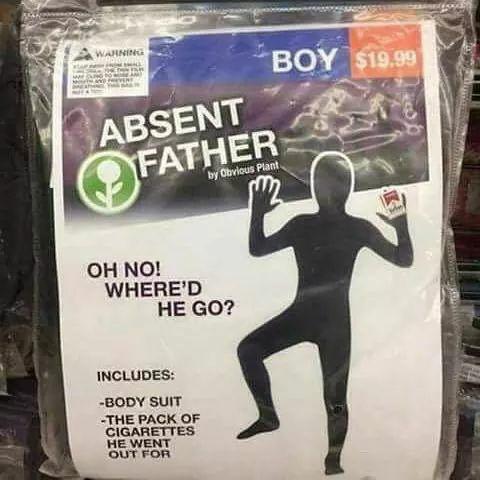 WARNING
BOY $19.99
ABSENT
FATHER
by Obvious Plant
OH NO!
WHERE'D
HE GO?
INCLUDES:
-BODY SUIT
-THE PACK OF
CIGARETTES
HE WENT
OUT FOR